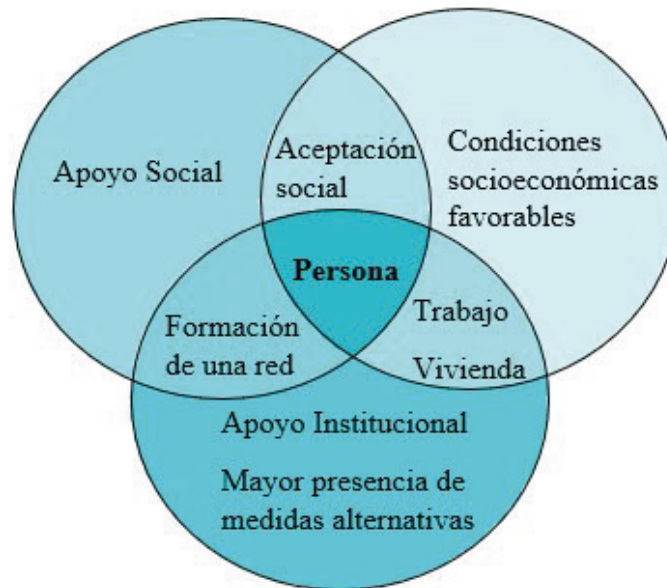 Apoyo Social
Aceptación
social
Condiciones
socioeconómicas
favorables
Persona
Formación
de una red
Trabajo
Vivienda
Apoyo Institucional
Mayor presencia de
medidas alternativas